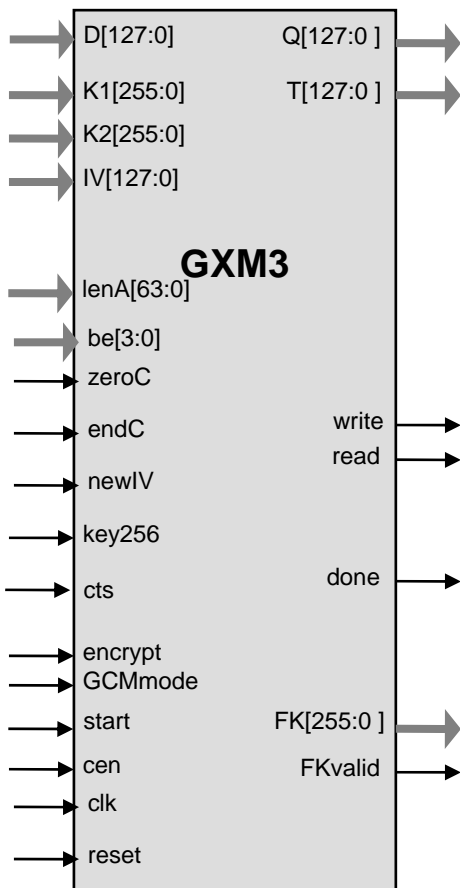 D[127:0] Q[127:0 ]
K1[255:0] T[127:0 ]
K2[255:0]
IV[127:0]
GXM3
lenA[63:0]
be[3:0]
zeroC
endC write
newIV read
key256
cts done
encrypt
GCMmode
start FK[255:0 ]
cen FKvalid
clk
reset